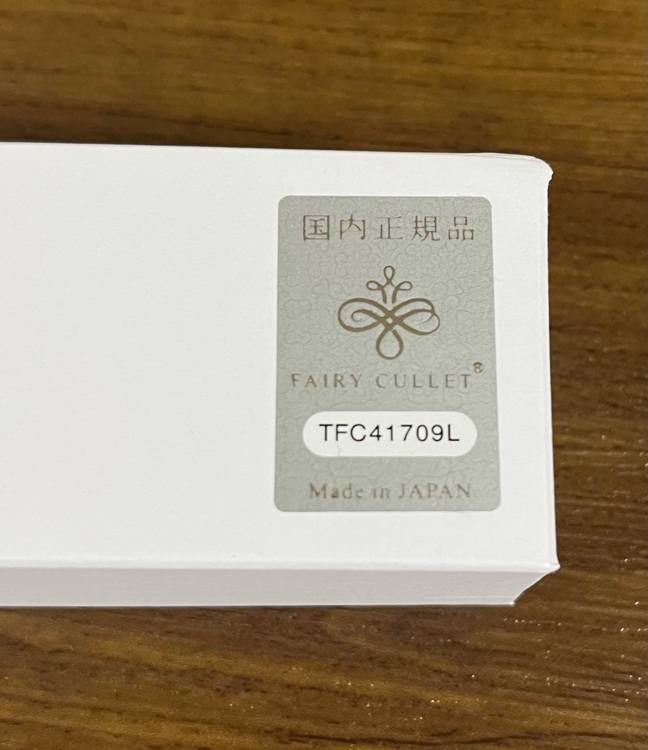 国内正規品
FAIRY CULLET®
TFC41709L
Made in JAPAN